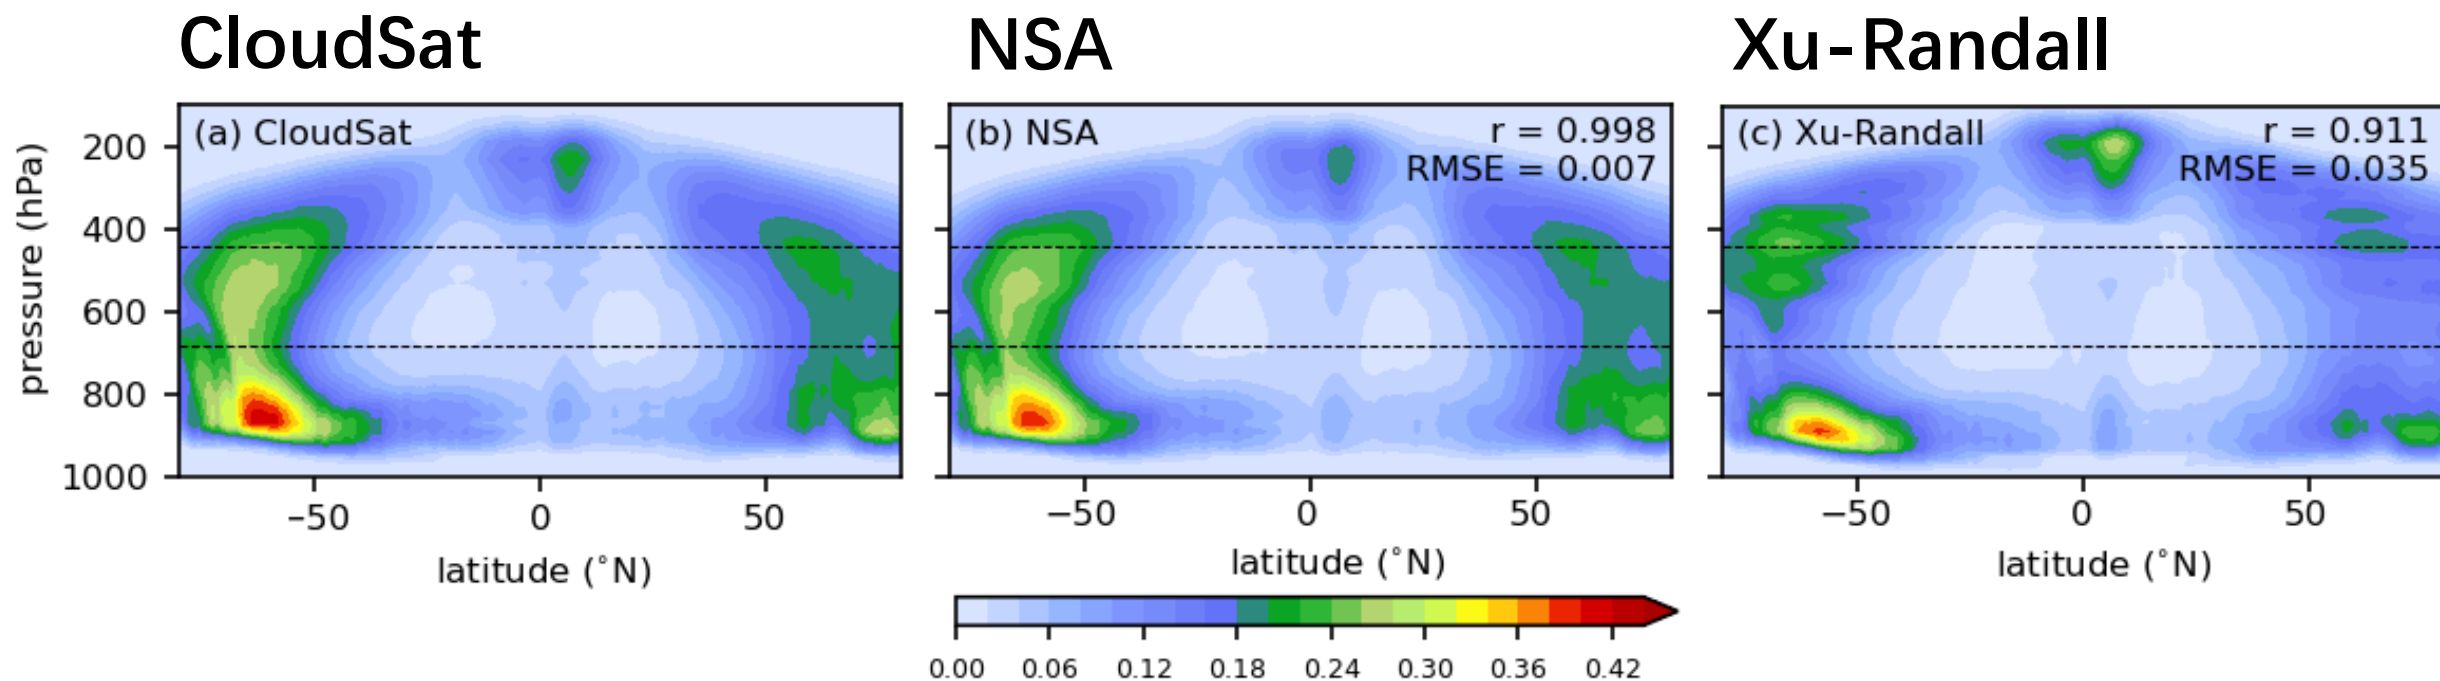 CloudSat
NSA
Xu-Randall
(a) CloudSat
(b) NSA
r = 0.998
RMSE = 0.007
(c) Xu-Randall
r = 0.911
RMSE = 0.035
pressure (hPa)
200
400
600
800
1000
−50 0 50
−50 0 50
−50 0 50
latitude (°N)
latitude (°N)
latitude (°N)
0.00 0.06 0.12 0.18 0.24 0.30 0.36 0.42